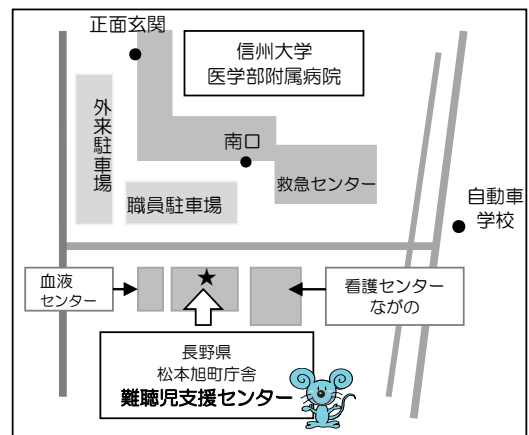 正面玄関
信州大学
医学部附属病院
外来駐車場
南口
救急センター
職員駐車場
自動車
学校
血液
センター
★
看護センター
ながの
長野県
松本旭町庁舎
難聴児支援センター